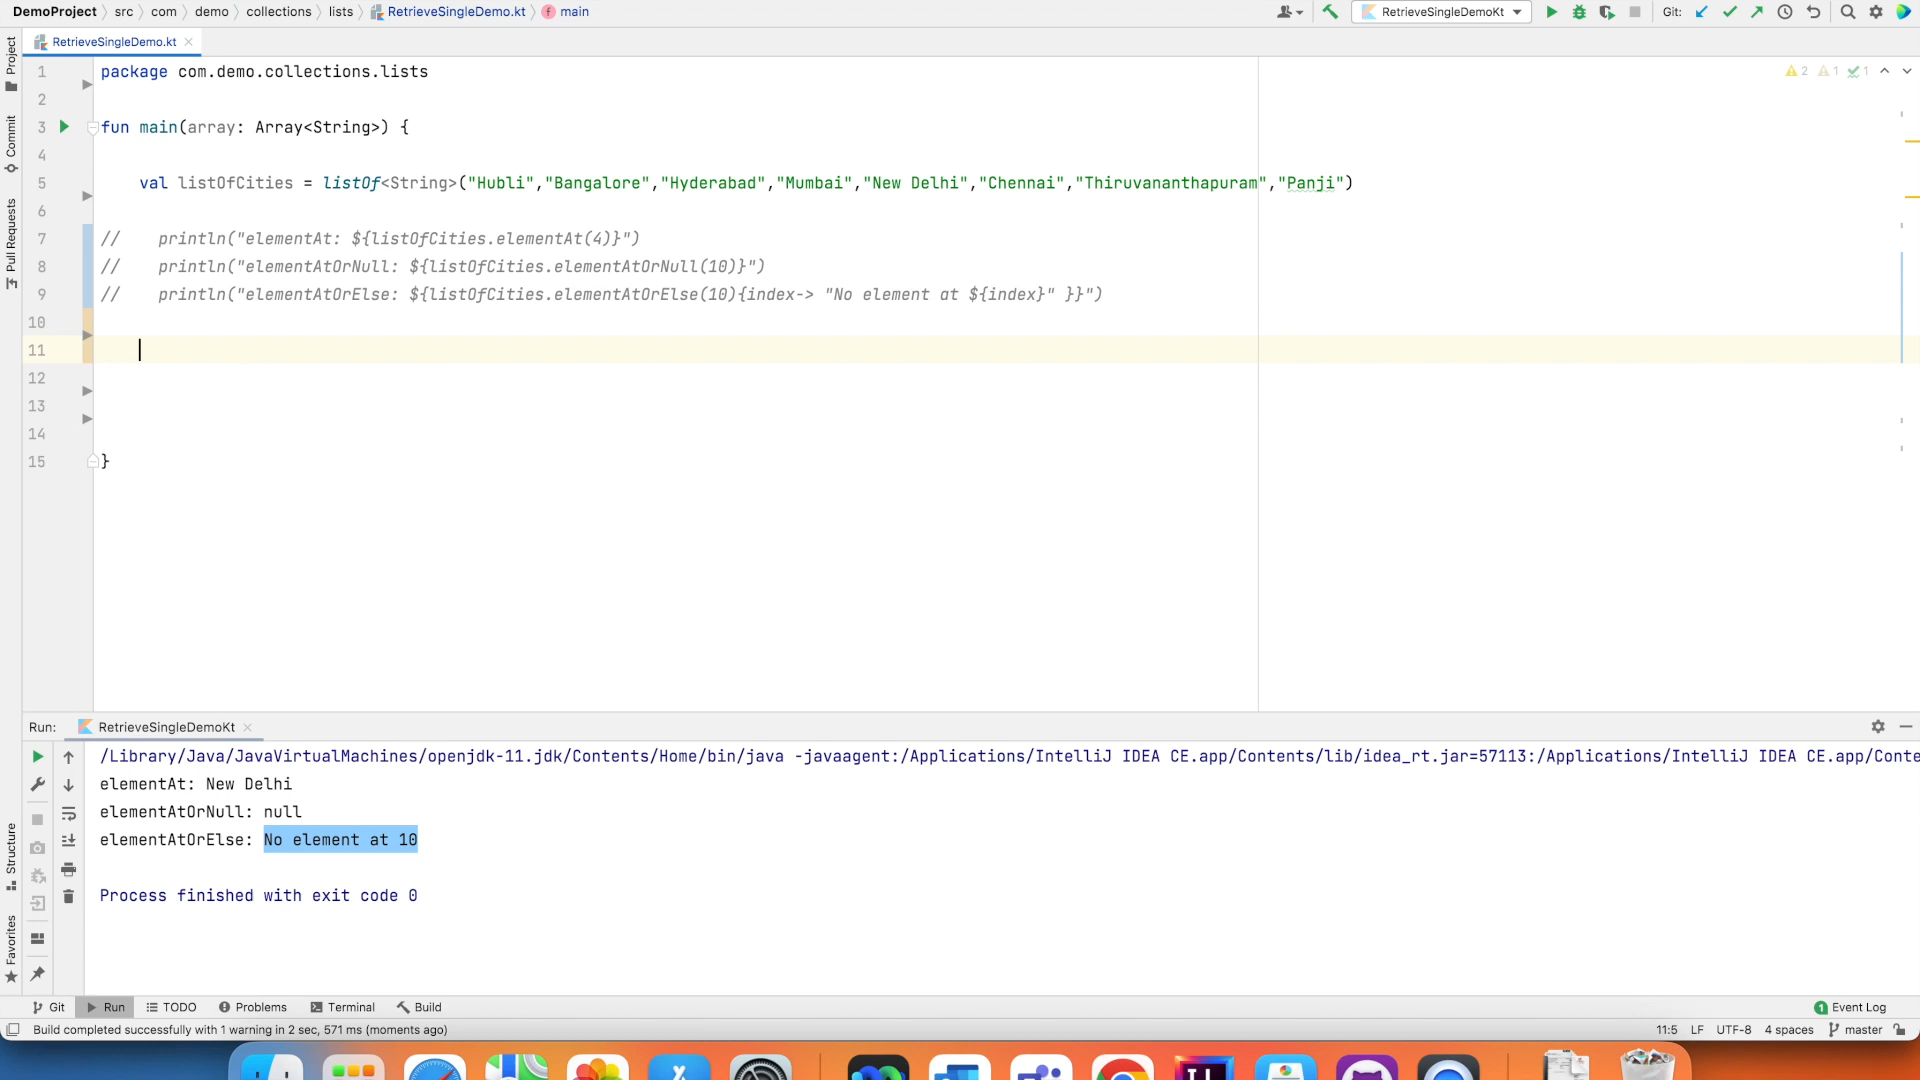 DemoProject src com demo collections lists RetrieveSingleDemo.kt f main RetrieveSingleDemoKt Git:
RetrieveSingleDemo.kt
Project
Commit
Pull Requests
1 package com.demo.collections.lists
2 1 1
2
3 fun main(array: Array<String>) {
4
5 val listOfCities = listOf<String>("Hubli","Bangalore","Hyderabad","Mumbai","New Delhi","Chennai","Thiruvananthapuram","Panji")
6
7 // println("elementAt: ${listOfCities.elementAt(4)}")
8 // println("elementAtOrNull: ${listOfCities.elementAtOrNull(10)}")
9 // println("elementAtOrElse: ${listOfCities.elementAtOrElse(10){index-> "No element at ${index}" }}")
10
11
12
13
14
15 }
Run: RetrieveSingleDemoKt
/Library/Java/JavaVirtualMachines/openjdk-11.jdk/Contents/Home/bin/java -javaagent:/Applications/IntelliJ IDEA CE.app/Contents/lib/idea_rt.jar=57113:/Applications/IntelliJ IDEA CE.app/Conte
elementAt: New Delhi
elementAtOrNull: null
elementAtOrElse: No element at 10
Process finished with exit code 0
Structure
Favorites
Git Run TODO Problems Terminal Build 1 Event Log
Build completed successfully with 1 warning in 2 sec, 571 ms (moments ago) 11:5 LF UTF-8 4 spaces master